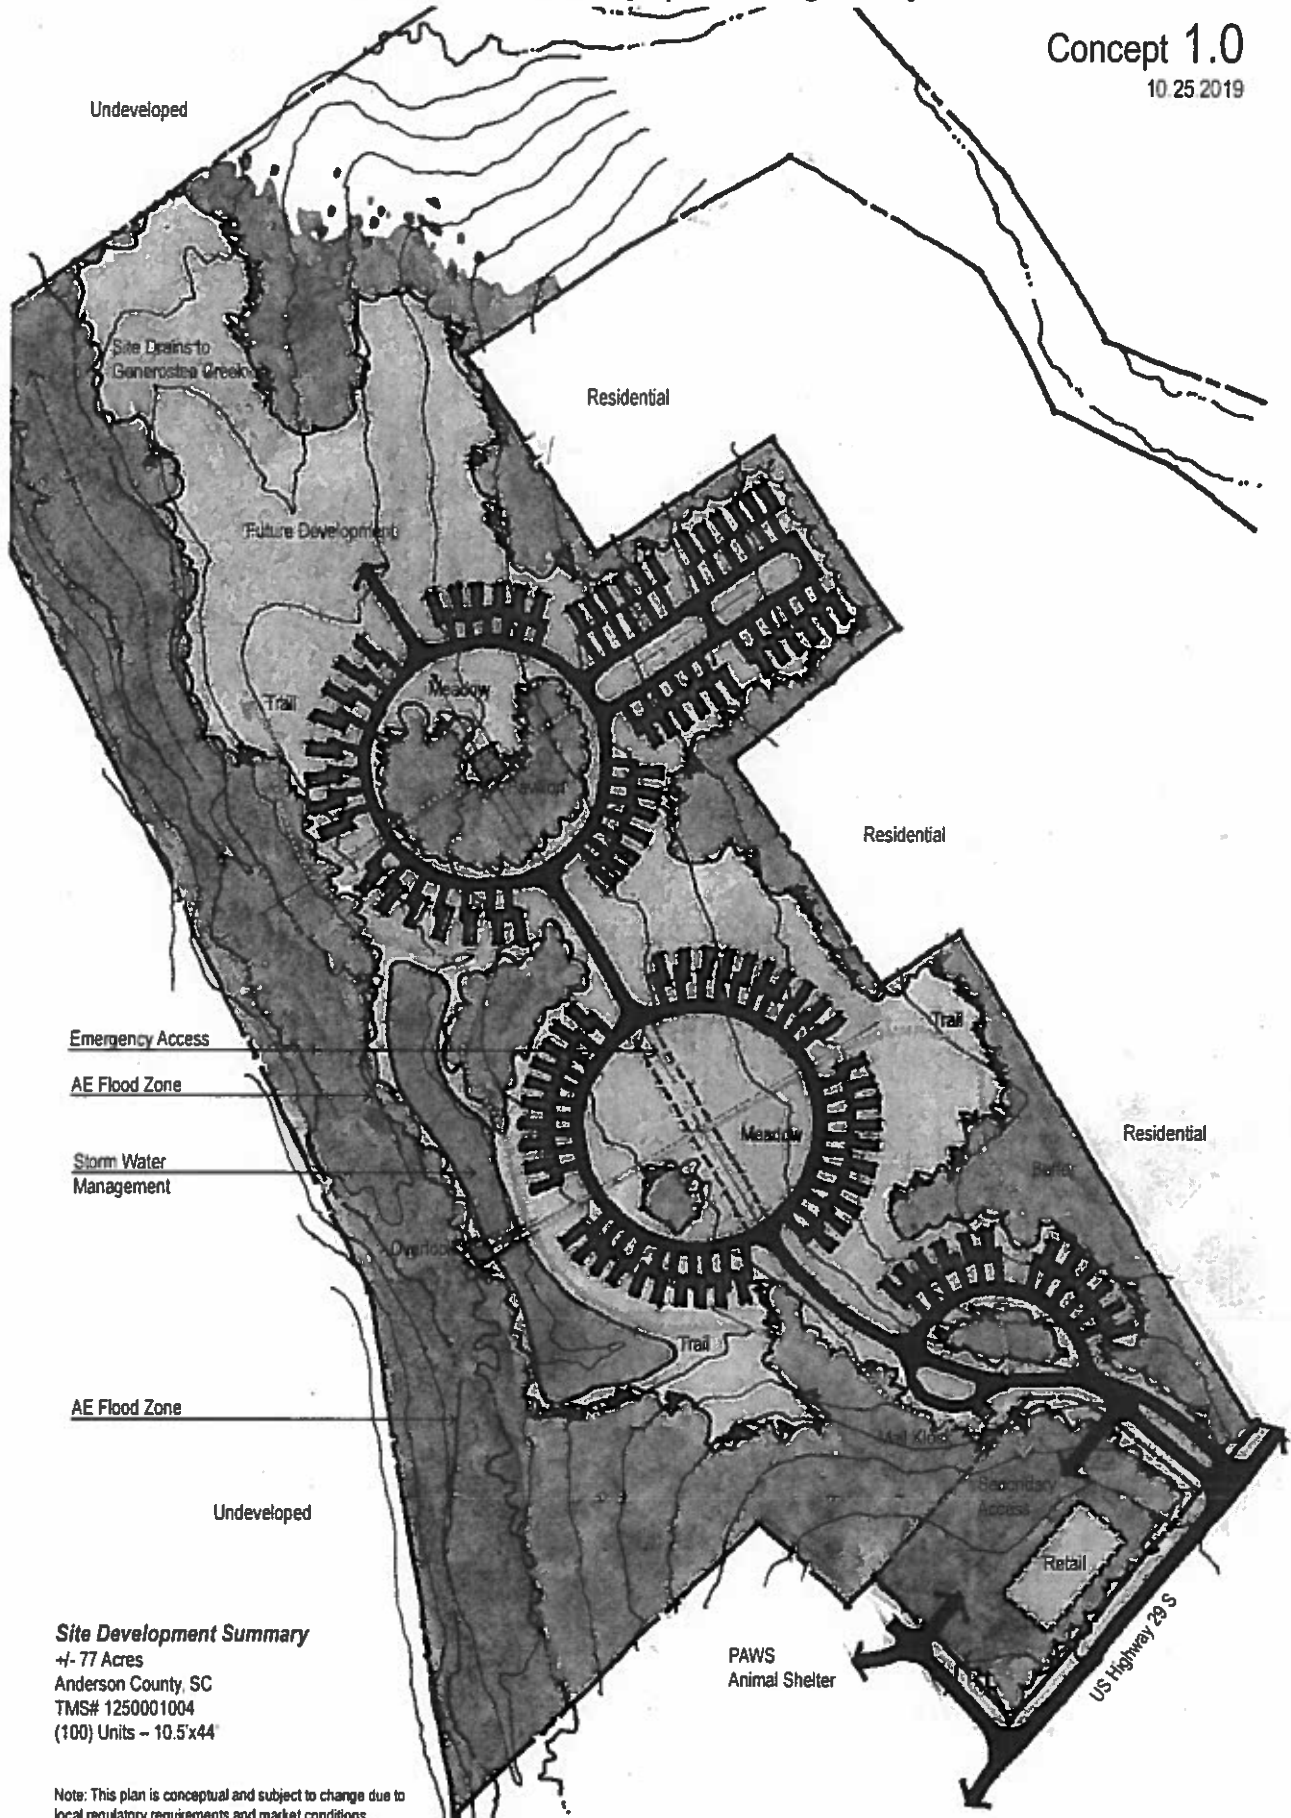 Concept 1.0
10.25.2019
Undeveloped
Site Drains to
Generostee Creek
Residential
Future Development
Trail
Meadow
Pavilion
Residential
Trail
Emergency Access
AE Flood Zone
Meadow
Residential
Storm Water
Management
Buffer
Overlook
Trail
AE Flood Zone
Mail Kiosk
Secondary
Access
Undeveloped
Retail
US Highway 29 S
PAWS
Animal Shelter
Site Development Summary
+/- 77 Acres
Anderson County, SC
TMS# 1250001004
(100) Units – 10.5'x44'
Note: This plan is conceptual and subject to change due to
local regulatory requirements and market conditions